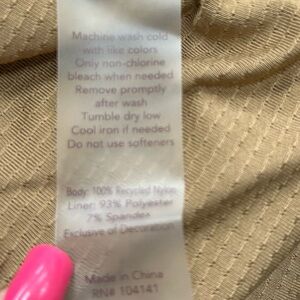 Machine wash cold
with like colors
Only non-chlorine
bleach when needed
Remove promptly
after wash
Tumble dry low
Cool iron if needed
Do not use softeners
Body: 100% Recycled Nylon
Liner: 93% Polyester
7% Spandex
Exclusive of Decoration
Made in China
RN# 104141